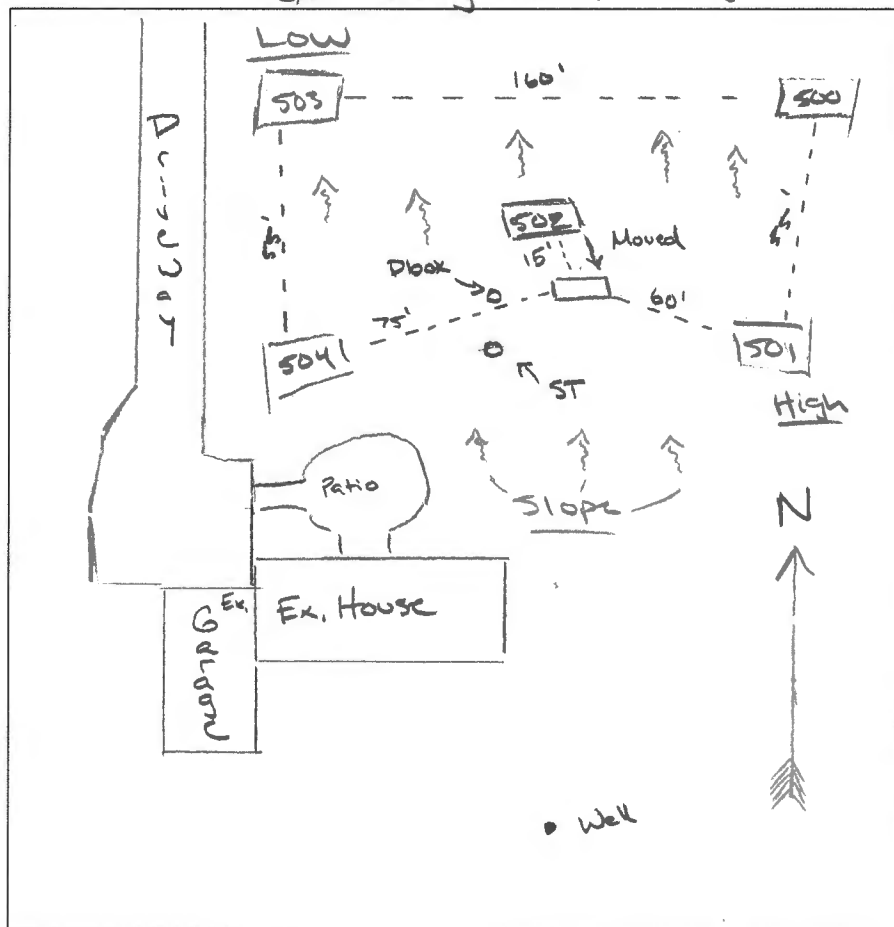 LOW
503
160'
500
Driveway
502
15'
Moved
Dbox
75'
60'
504
501
ST
High
Patio
Slope
N
Ex.
Garage
Ex. House
Well